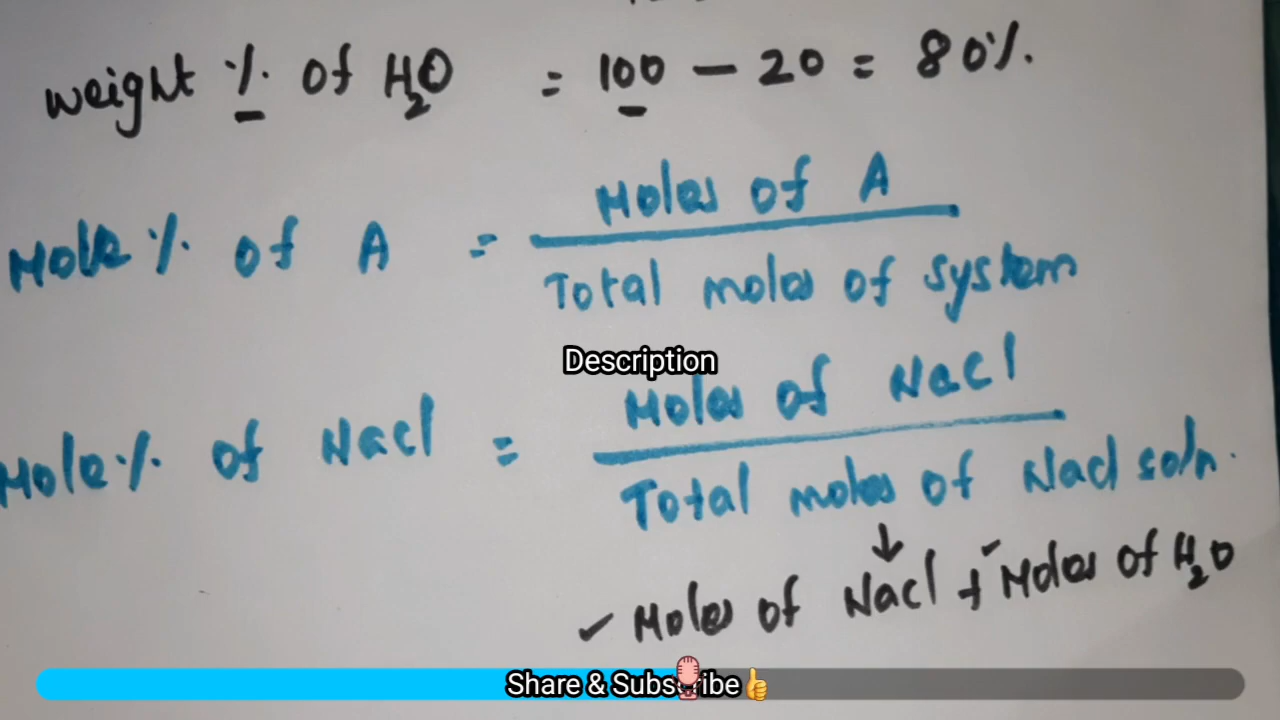 weight % of H₂O = 100 - 20 = 80%.
Moles of A
Mole % of A =
Total moles of system
Description
Moles of Nacl
Mole % of Nacl =
Total moles of Nacl soln.
↓
✓ Moles of Nacl + ✓ Moles of H₂O
Share & Subscribe 👍